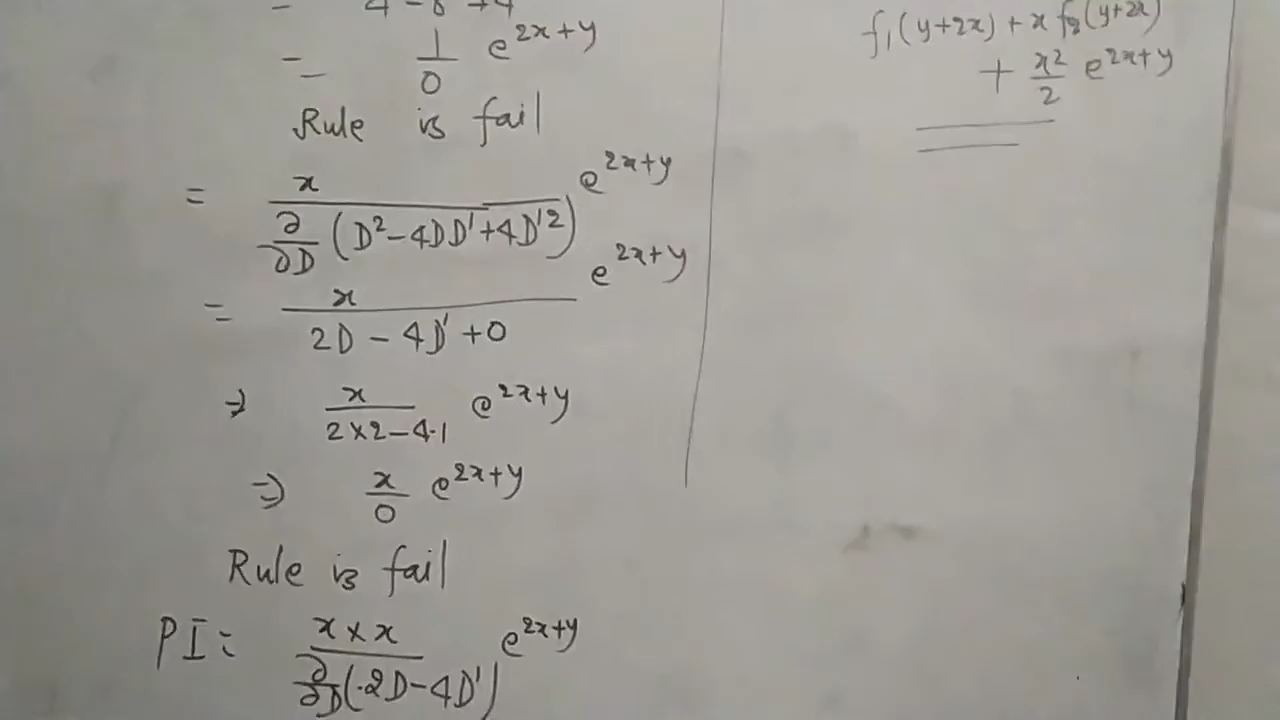 = 4-8+4
= 1/0 e^{2x+y}
Rule is fail
= x / ∂/∂D (D²-4DD'+4D'²) e^{2x+y}
= x / 2D-4D'+0 e^{2x+y}
⇒ x / 2×2-4.1 e^{2x+y}
⇒ x/0 e^{2x+y}
Rule is fail
PI = x×x / ∂/∂D (2D-4D') e^{2x+y}
f₁(y+2x)+x f₂(y+2x)
+ x²/2 e^{2x+y}